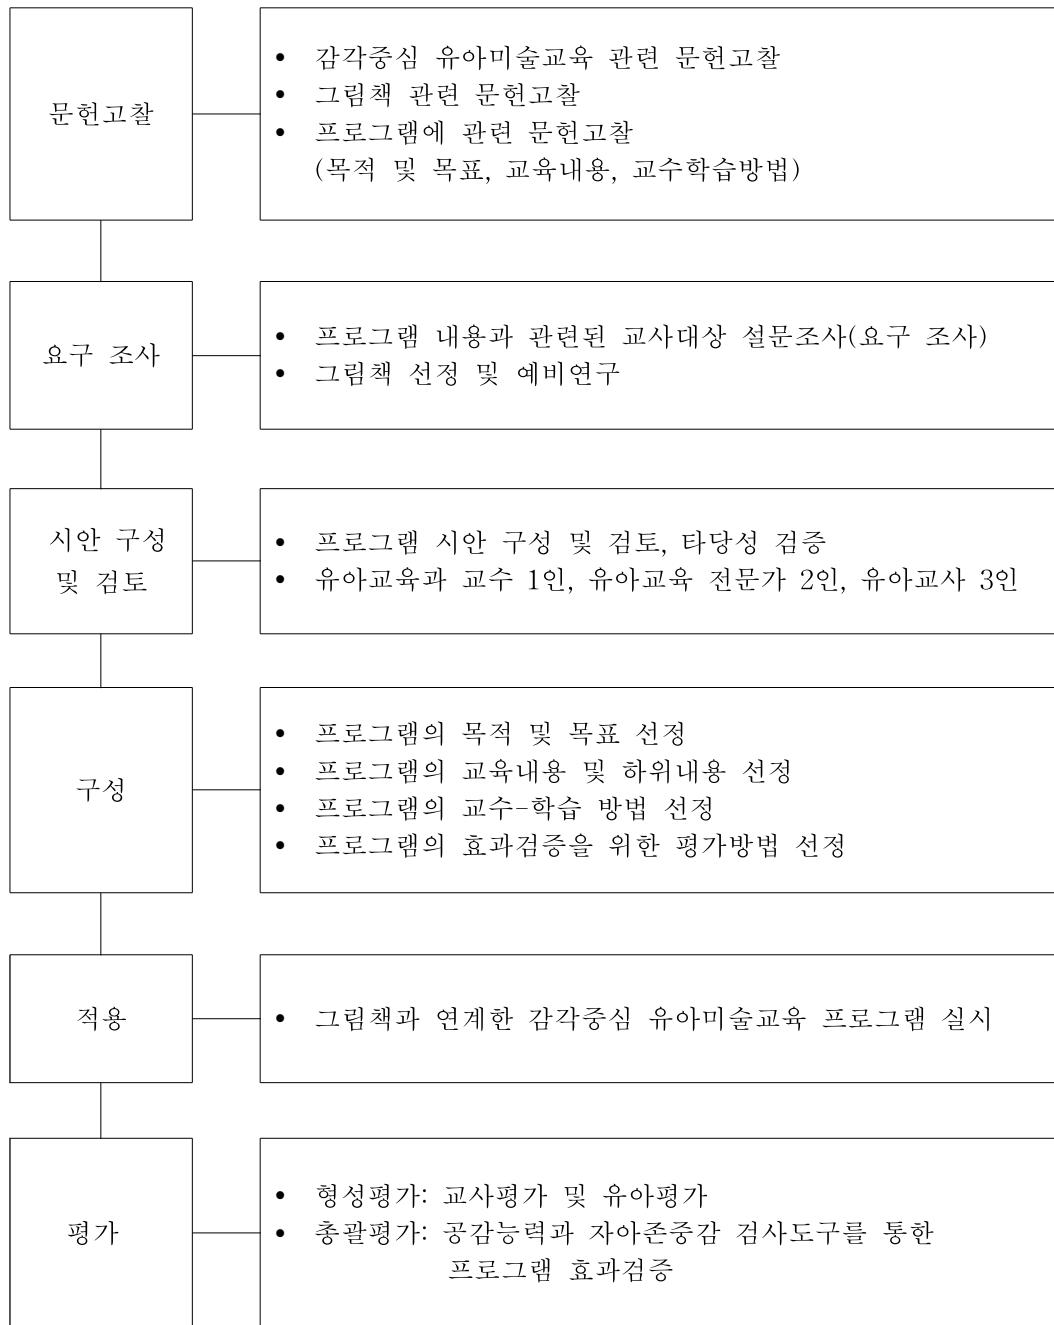 문헌고찰
• 감각중심 유아미술교육 관련 문헌고찰
• 그림책 관련 문헌고찰
• 프로그램에 관련 문헌고찰
(목적 및 목표, 교육내용, 교수학습방법)
요구 조사
• 프로그램 내용과 관련된 교사대상 설문조사(요구 조사)
• 그림책 선정 및 예비연구
시안 구성
및 검토
• 프로그램 시안 구성 및 검토, 타당성 검증
• 유아교육과 교수 1인, 유아교육 전문가 2인, 유아교사 3인
구성
• 프로그램의 목적 및 목표 선정
• 프로그램의 교육내용 및 하위내용 선정
• 프로그램의 교수-학습 방법 선정
• 프로그램의 효과검증을 위한 평가방법 선정
적용
• 그림책과 연계한 감각중심 유아미술교육 프로그램 실시
평가
• 형성평가: 교사평가 및 유아평가
• 총괄평가: 공감능력과 자아존중감 검사도구를 통한
프로그램 효과검증